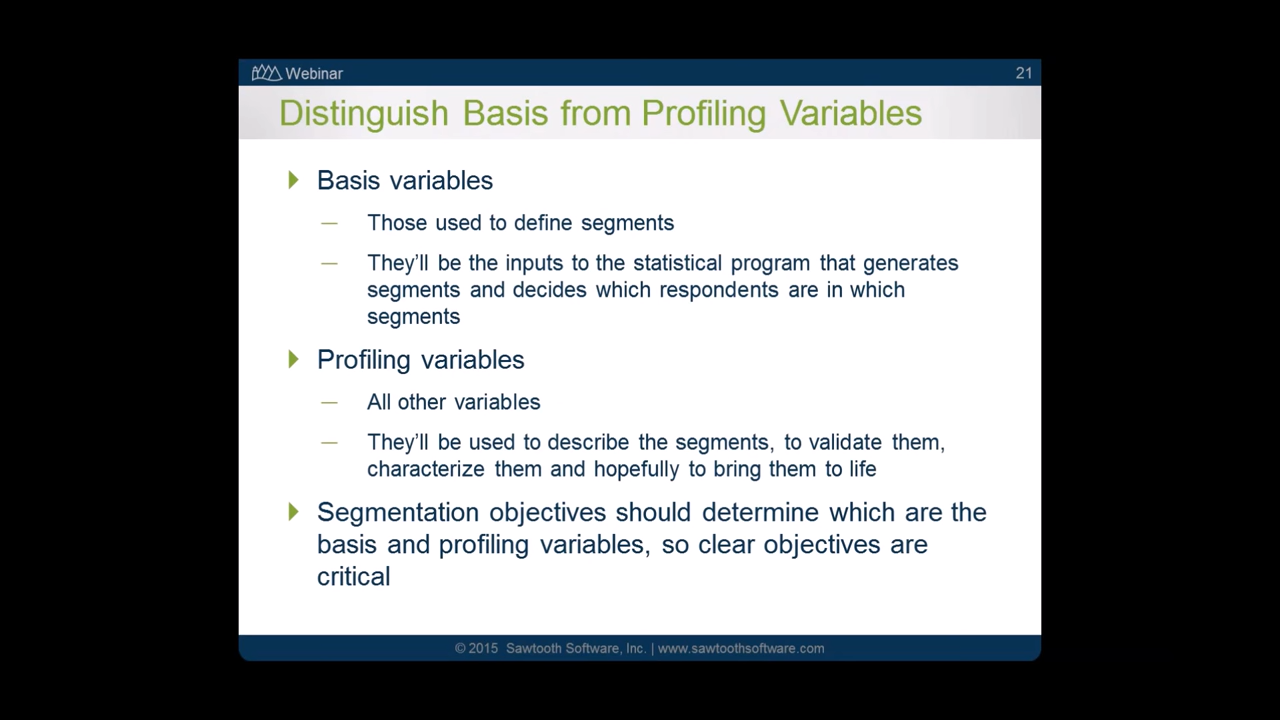 Webinar
21
Distinguish Basis from Profiling Variables
Basis variables
— Those used to define segments
— They'll be the inputs to the statistical program that generates
segments and decides which respondents are in which
segments
Profiling variables
— All other variables
— They'll be used to describe the segments, to validate them,
characterize them and hopefully to bring them to life
Segmentation objectives should determine which are the
basis and profiling variables, so clear objectives are
critical
© 2015 Sawtooth Software, Inc. | www.sawtoothsoftware.com